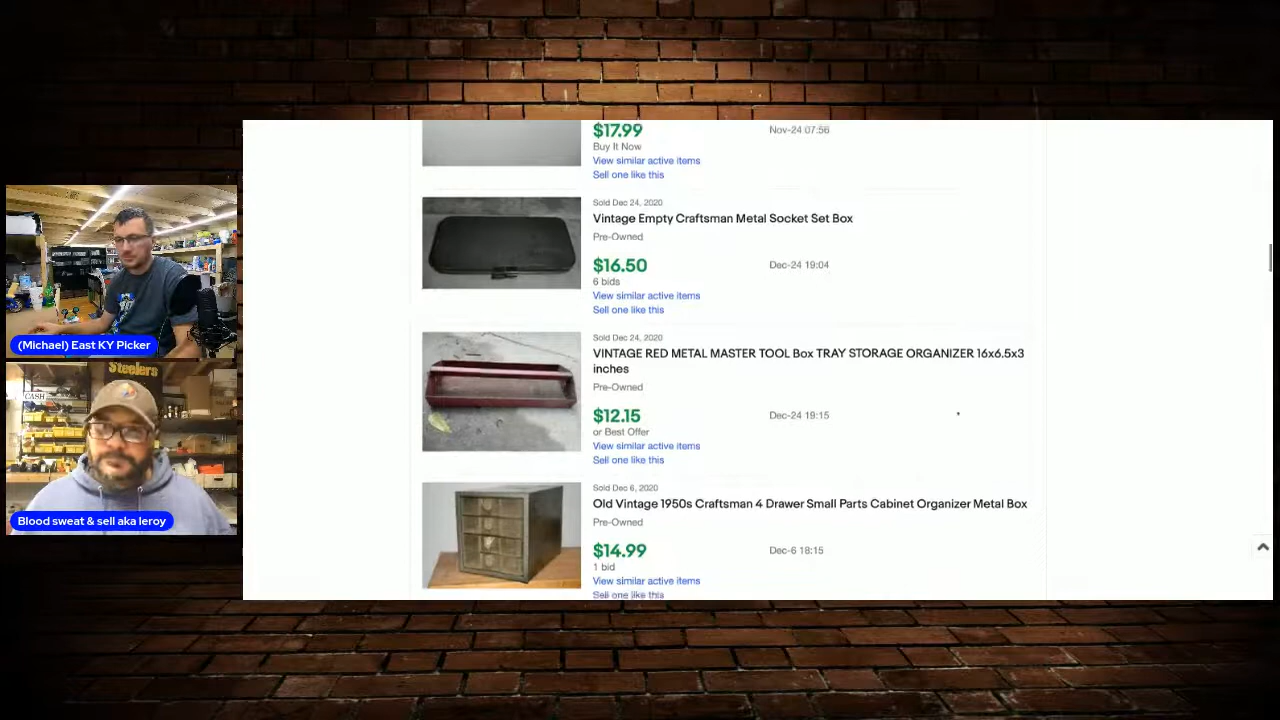 $17.99
Nov-24 07:56
Buy It Now
View similar active items
Sell one like this
Sold Dec 24, 2020
Vintage Empty Craftsman Metal Socket Set Box
Pre-Owned
$16.50
Dec-24 19:04
6 bids
View similar active items
Sell one like this
Sold Dec 24, 2020
VINTAGE RED METAL MASTER TOOL Box TRAY STORAGE ORGANIZER 16x6.5x3
inches
Pre-Owned
$12.15
Dec-24 19:15
or Best Offer
View similar active items
Sell one like this
Sold Dec 6, 2020
Old Vintage 1950s Craftsman 4 Drawer Small Parts Cabinet Organizer Metal Box
Pre-Owned
$14.99
Dec-6 18:15
1 bid
View similar active items
Sell one like this
(Michael) East KY Picker
Steelers
CASH
Blood sweat & sell aka leroy